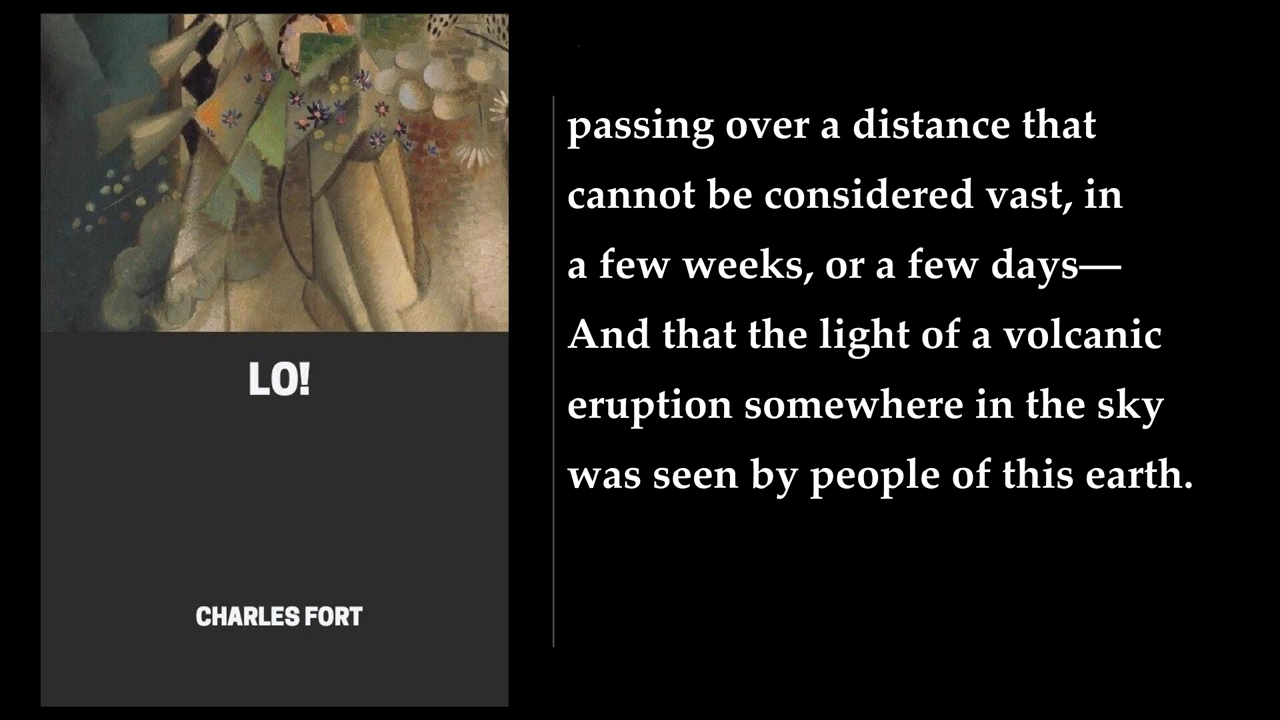 LO!
CHARLES FORT
passing over a distance that
cannot be considered vast, in
a few weeks, or a few days—
And that the light of a volcanic
eruption somewhere in the sky
was seen by people of this earth.